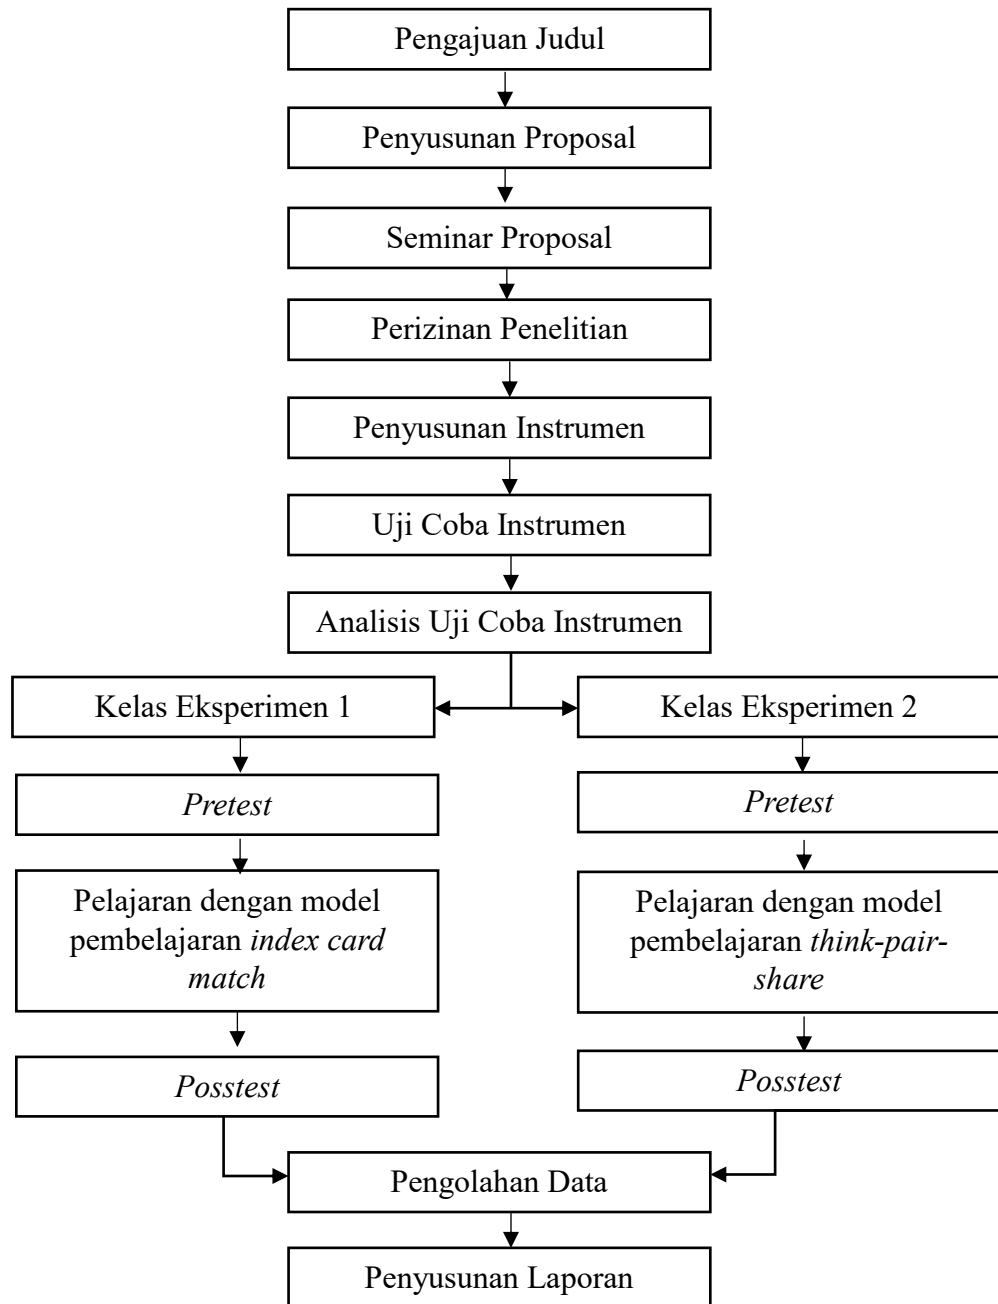 Pengajuan Judul
Penyusunan Proposal
Seminar Proposal
Perizinan Penelitian
Penyusunan Instrumen
Uji Coba Instrumen
Analisis Uji Coba Instrumen
Kelas Eksperimen 1
Kelas Eksperimen 2
Pretest
Pretest
Pelajaran dengan model
pembelajaran index card
match
Pelajaran dengan model
pembelajaran think-pair-
share
Posstest
Posstest
Pengolahan Data
Penyusunan Laporan